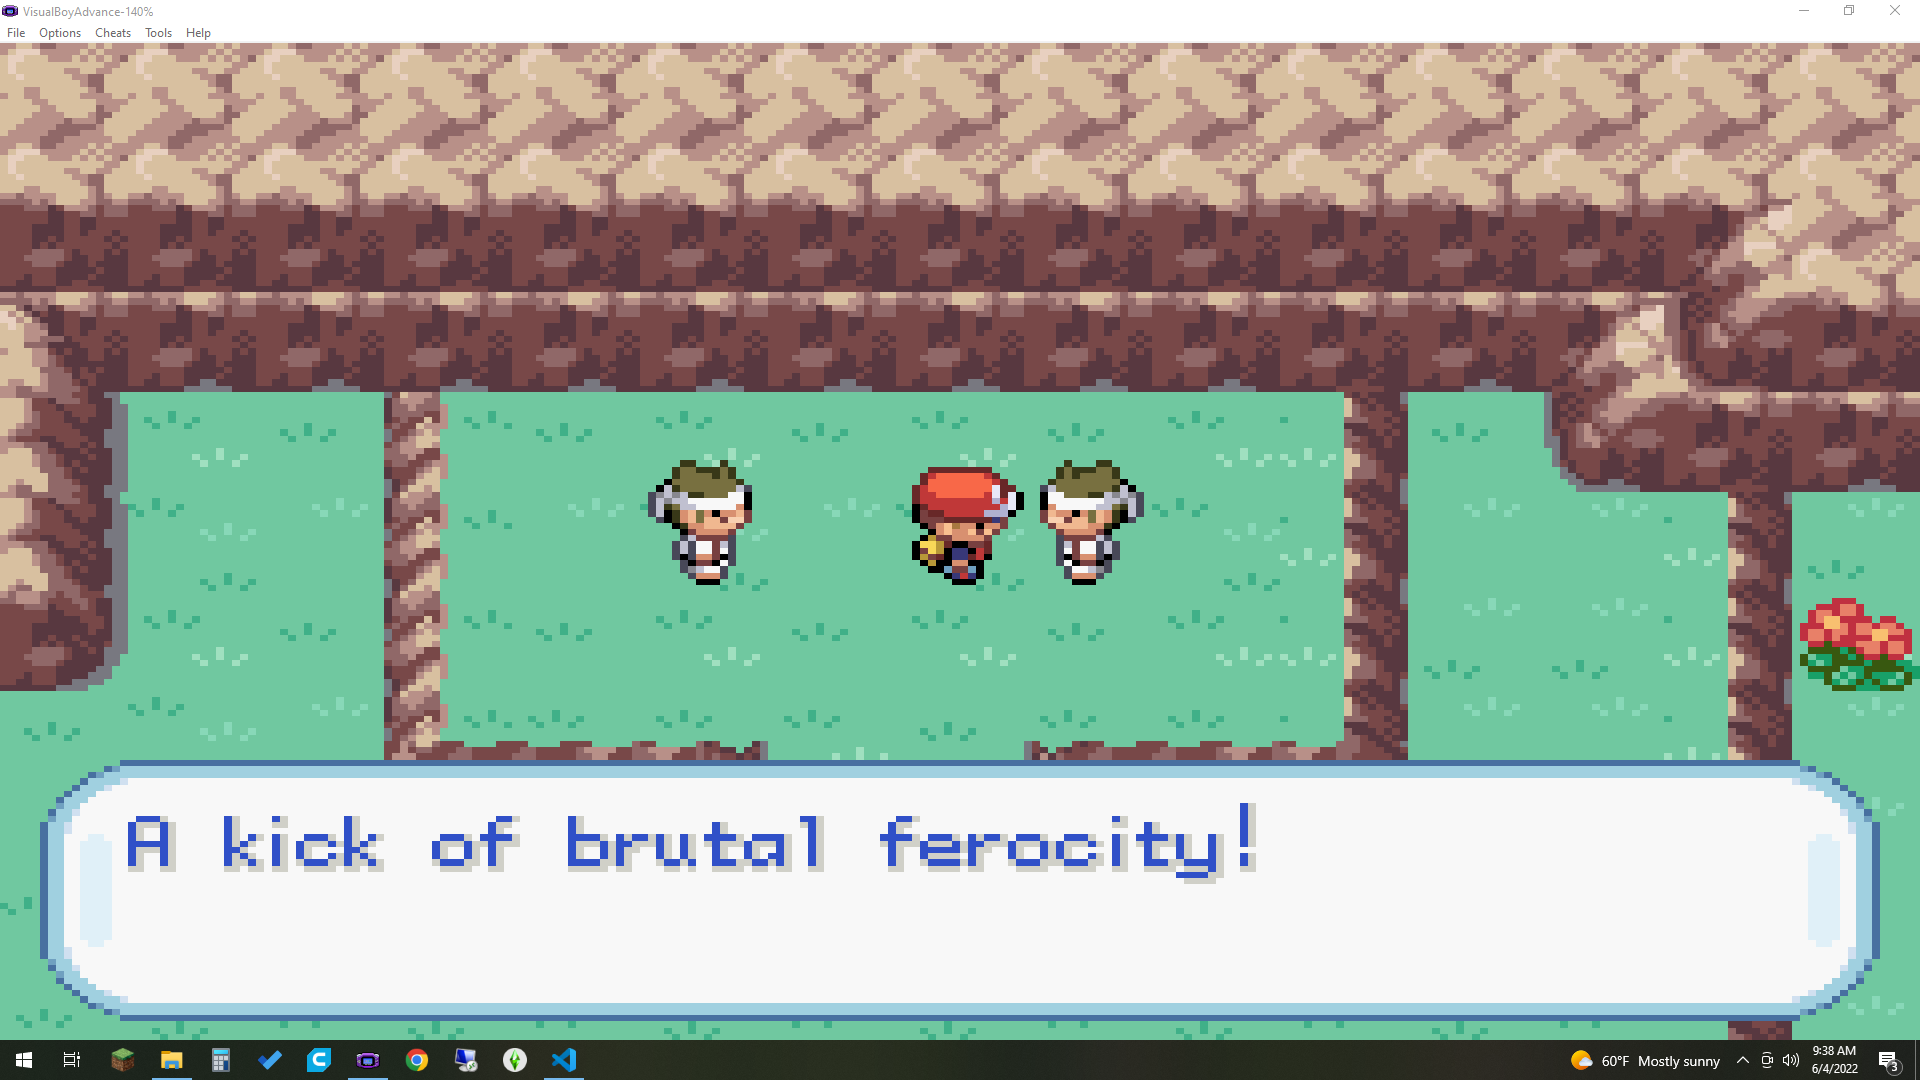 VisualBoyAdvance-140%
File Options Cheats Tools Help
A kick of brutal ferocity!
60°F Mostly sunny
9:38 AM
6/4/2022
3